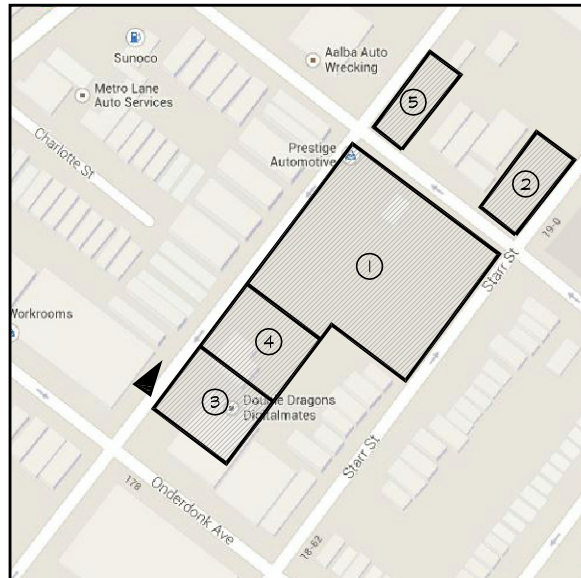 Sunoco
Aalba Auto
Wrecking
Metro Lane
Auto Services
Charlotte St
Prestige
Automotive
5
2
1
79-0
Starr St
Workrooms
4
3
Double Dragons
Digitalmates
Starr St
178
Onderdonk Ave
78-82